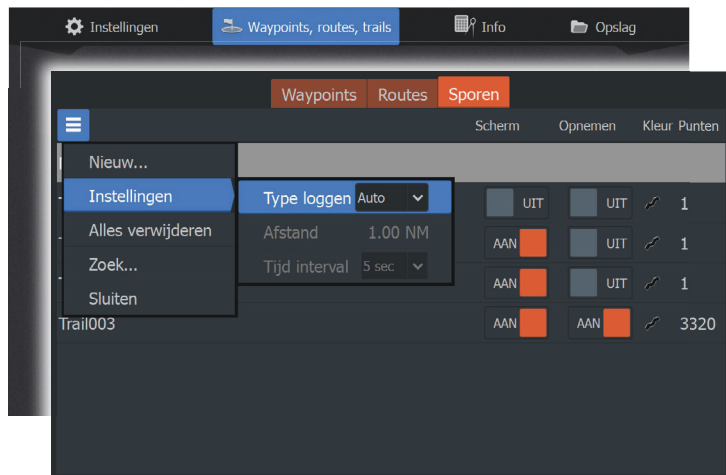 Instellingen Waypoints, routes, trails Info Opslag
Waypoints Routes Sporen
Scherm Opnemen Kleur Punten
Nieuw...
Instellingen Type loggen Auto UIT UIT 1
Alles verwijderen Afstand 1.00 NM AAN UIT 1
Zoek... Tijd interval 5 sec AAN UIT 1
Sluiten
Trail003 AAN AAN 3320